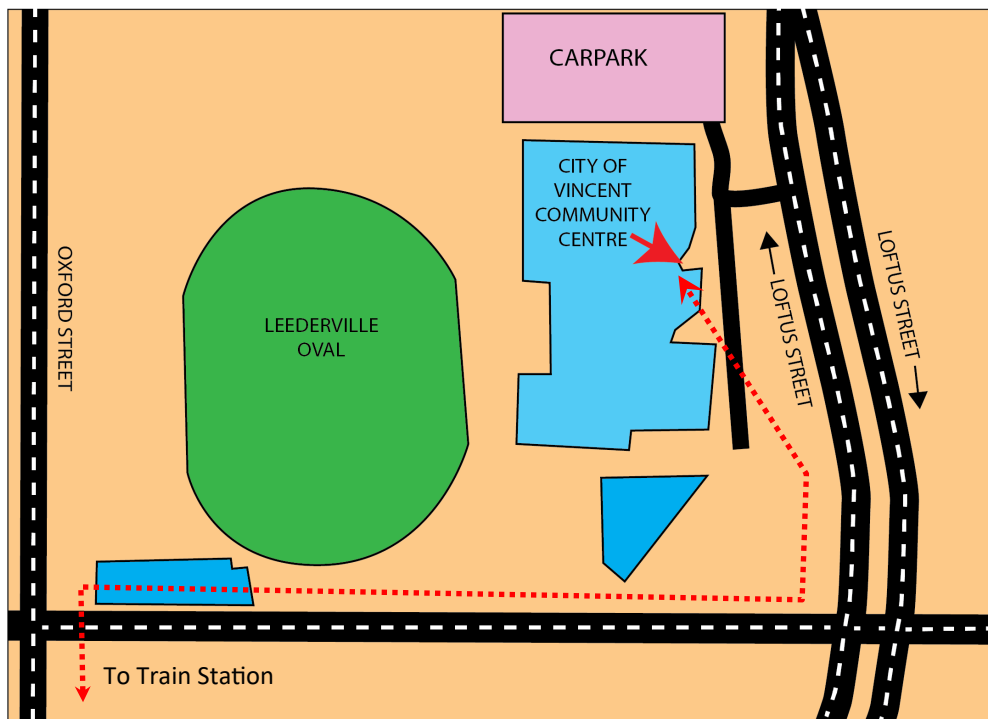 CARPARK
CITY OF
VINCENT
COMMUNITY
CENTRE
OXFORD STREET
LEEDERVILLE
OVAL
LOFTUS STREET
LOFTUS STREET
To Train Station